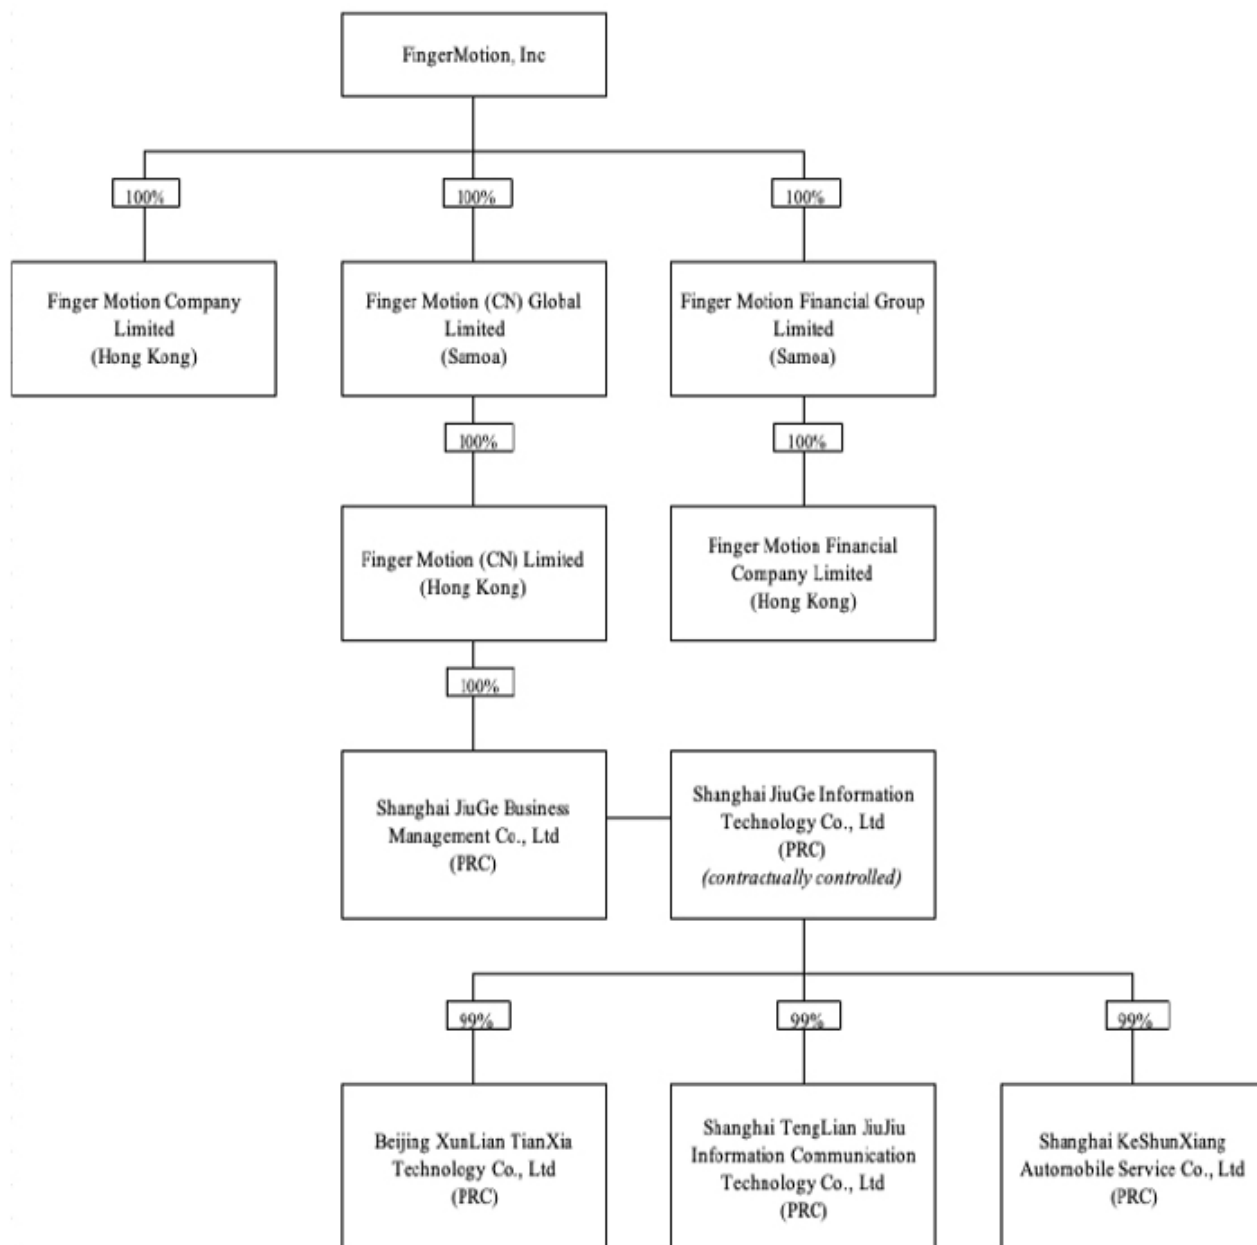 FingerMotion, Inc
100%
100%
100%
Finger Motion Company
Limited
(Hong Kong)
Finger Motion (CN) Global
Limited
(Samoa)
Finger Motion Financial Group
Limited
(Samoa)
100%
100%
Finger Motion (CN) Limited
(Hong Kong)
Finger Motion Financial
Company Limited
(Hong Kong)
100%
Shanghai JiuGe Business
Management Co., Ltd
(PRC)
Shanghai JiuGe Information
Technology Co., Ltd
(PRC)
(contractually controlled)
99%
99%
99%
Beijing XunLian TianXia
Technology Co., Ltd
(PRC)
Shanghai TengLian JiuJiu
Information Communication
Technology Co., Ltd
(PRC)
Shanghai KeShunXiang
Automobile Service Co., Ltd
(PRC)